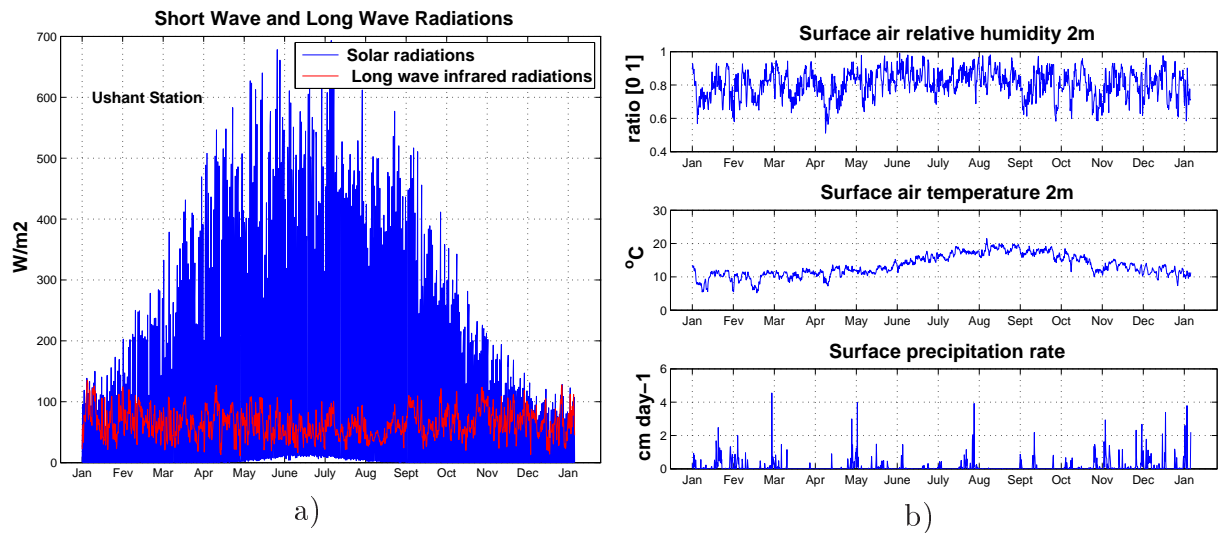 Short Wave and Long Wave Radiations
700
600
500
400
300
200
100
0
W/m2
Solar radiations
Long wave infrared radiations
Ushant Station
Jan Fev Mar Apr May June July Aug Sept Oct Nov Dec Jan
a)
Surface air relative humidity 2m
1
0.8
0.6
0.4
ratio [0 1]
Jan Fev Mar Apr May June July Aug Sept Oct Nov Dec Jan
Surface air temperature 2m
30
20
10
0
°C
Jan Fev Mar Apr May June July Aug Sept Oct Nov Dec Jan
Surface precipitation rate
6
4
2
0
cm day−1
Jan Fev Mar Apr May June July Aug Sept Oct Nov Dec Jan
b)